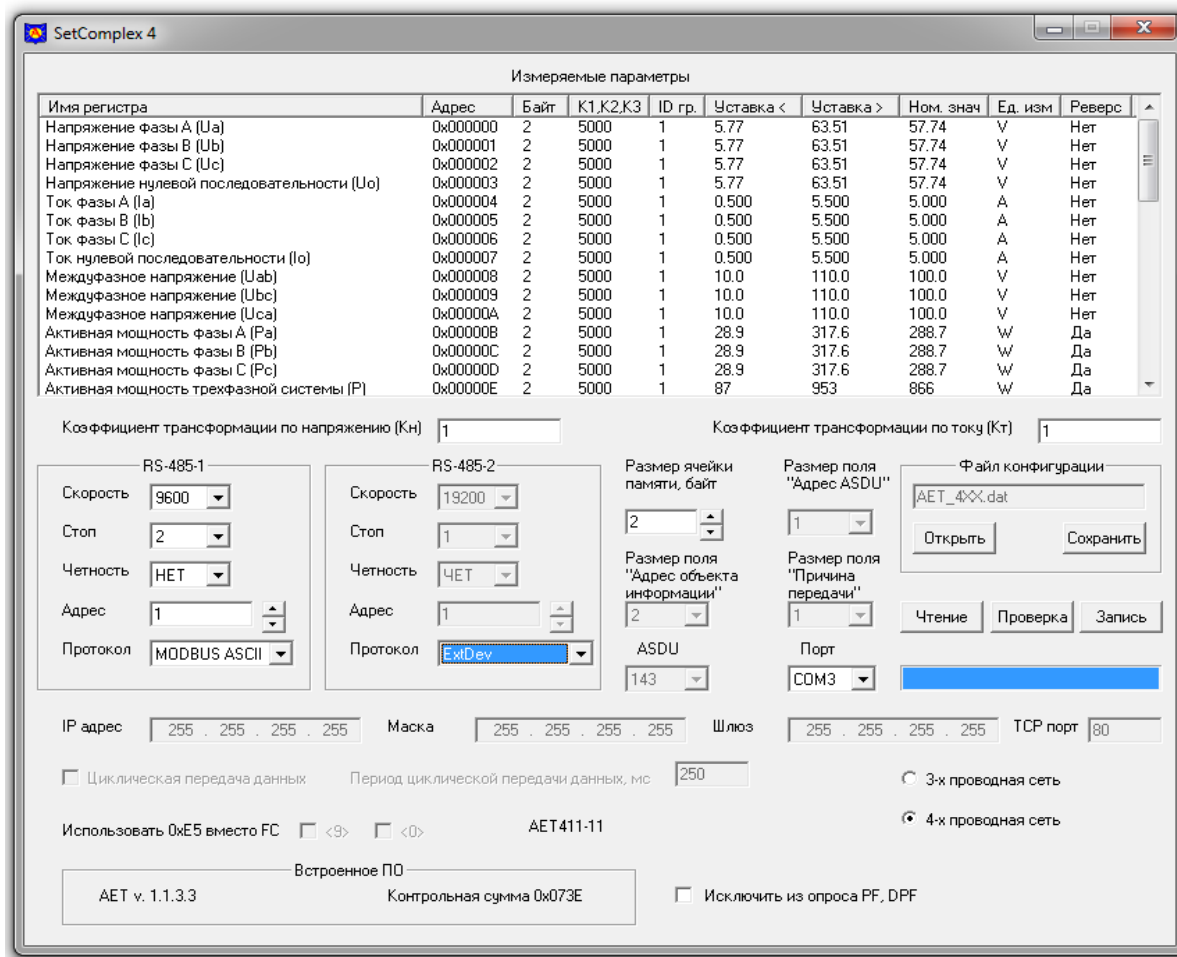 SetComplex 4
Измеряемые параметры
Имя регистра Адрес Байт К1,К2,К3 ID гр. Уставка < Уставка > Ном. знач Ед. изм Реверс
Напряжение фазы А (Ua) 0x000000 2 5000 1 5.77 63.51 57.74 V Нет
Напряжение фазы В (Ub) 0x000001 2 5000 1 5.77 63.51 57.74 V Нет
Напряжение фазы С (Uc) 0x000002 2 5000 1 5.77 63.51 57.74 V Нет
Напряжение нулевой последовательности (Uo) 0x000003 2 5000 1 5.77 63.51 57.74 V Нет
Ток фазы А (Ia) 0x000004 2 5000 1 0.500 5.500 5.000 A Нет
Ток фазы В (Ib) 0x000005 2 5000 1 0.500 5.500 5.000 A Нет
Ток фазы С (Ic) 0x000006 2 5000 1 0.500 5.500 5.000 A Нет
Ток нулевой последовательности (Io) 0x000007 2 5000 1 0.500 5.500 5.000 A Нет
Междуфазное напряжение (Uab) 0x000008 2 5000 1 10.0 110.0 100.0 V Нет
Междуфазное напряжение (Ubc) 0x000009 2 5000 1 10.0 110.0 100.0 V Нет
Междуфазное напряжение (Uca) 0x00000A 2 5000 1 10.0 110.0 100.0 V Нет
Активная мощность фазы А (Pa) 0x00000B 2 5000 1 28.9 317.6 288.7 W Да
Активная мощность фазы В (Pb) 0x00000C 2 5000 1 28.9 317.6 288.7 W Да
Активная мощность фазы С (Pc) 0x00000D 2 5000 1 28.9 317.6 288.7 W Да
Активная мощность трехфазной системы (P) 0x00000E 2 5000 1 87 953 866 W Да
Коэффициент трансформации по напряжению (Кн) 1 Коэффициент трансформации по току (Кт) 1
RS-485-1
Скорость 9600
Стоп 2
Четность НЕТ
Адрес 1
Протокол MODBUS ASCII
RS-485-2
Скорость 19200
Стоп 1
Четность ЧЕТ
Адрес 1
Протокол ExtDev
Размер ячейки
памяти, байт
2
Размер поля
"Адрес ASDU"
1
Размер поля
"Адрес объекта
информации"
2
Размер поля
"Причина
передачи"
1
ASDU
143
Порт
COM3
Файл конфигурации
AET_4XX.dat
Открыть Сохранить
Чтение Проверка Запись
IP адрес 255 . 255 . 255 . 255 Маска 255 . 255 . 255 . 255 Шлюз 255 . 255 . 255 . 255 TCP порт 80
Циклическая передача данных Период циклической передачи данных, мс 250
3-х проводная сеть
Использовать 0xE5 вместо FC <9> <0> AET411-11
4-х проводная сеть
Встроенное ПО
AET v. 1.1.3.3 Контрольная сумма 0x073E
Исключить из опроса PF, DPF